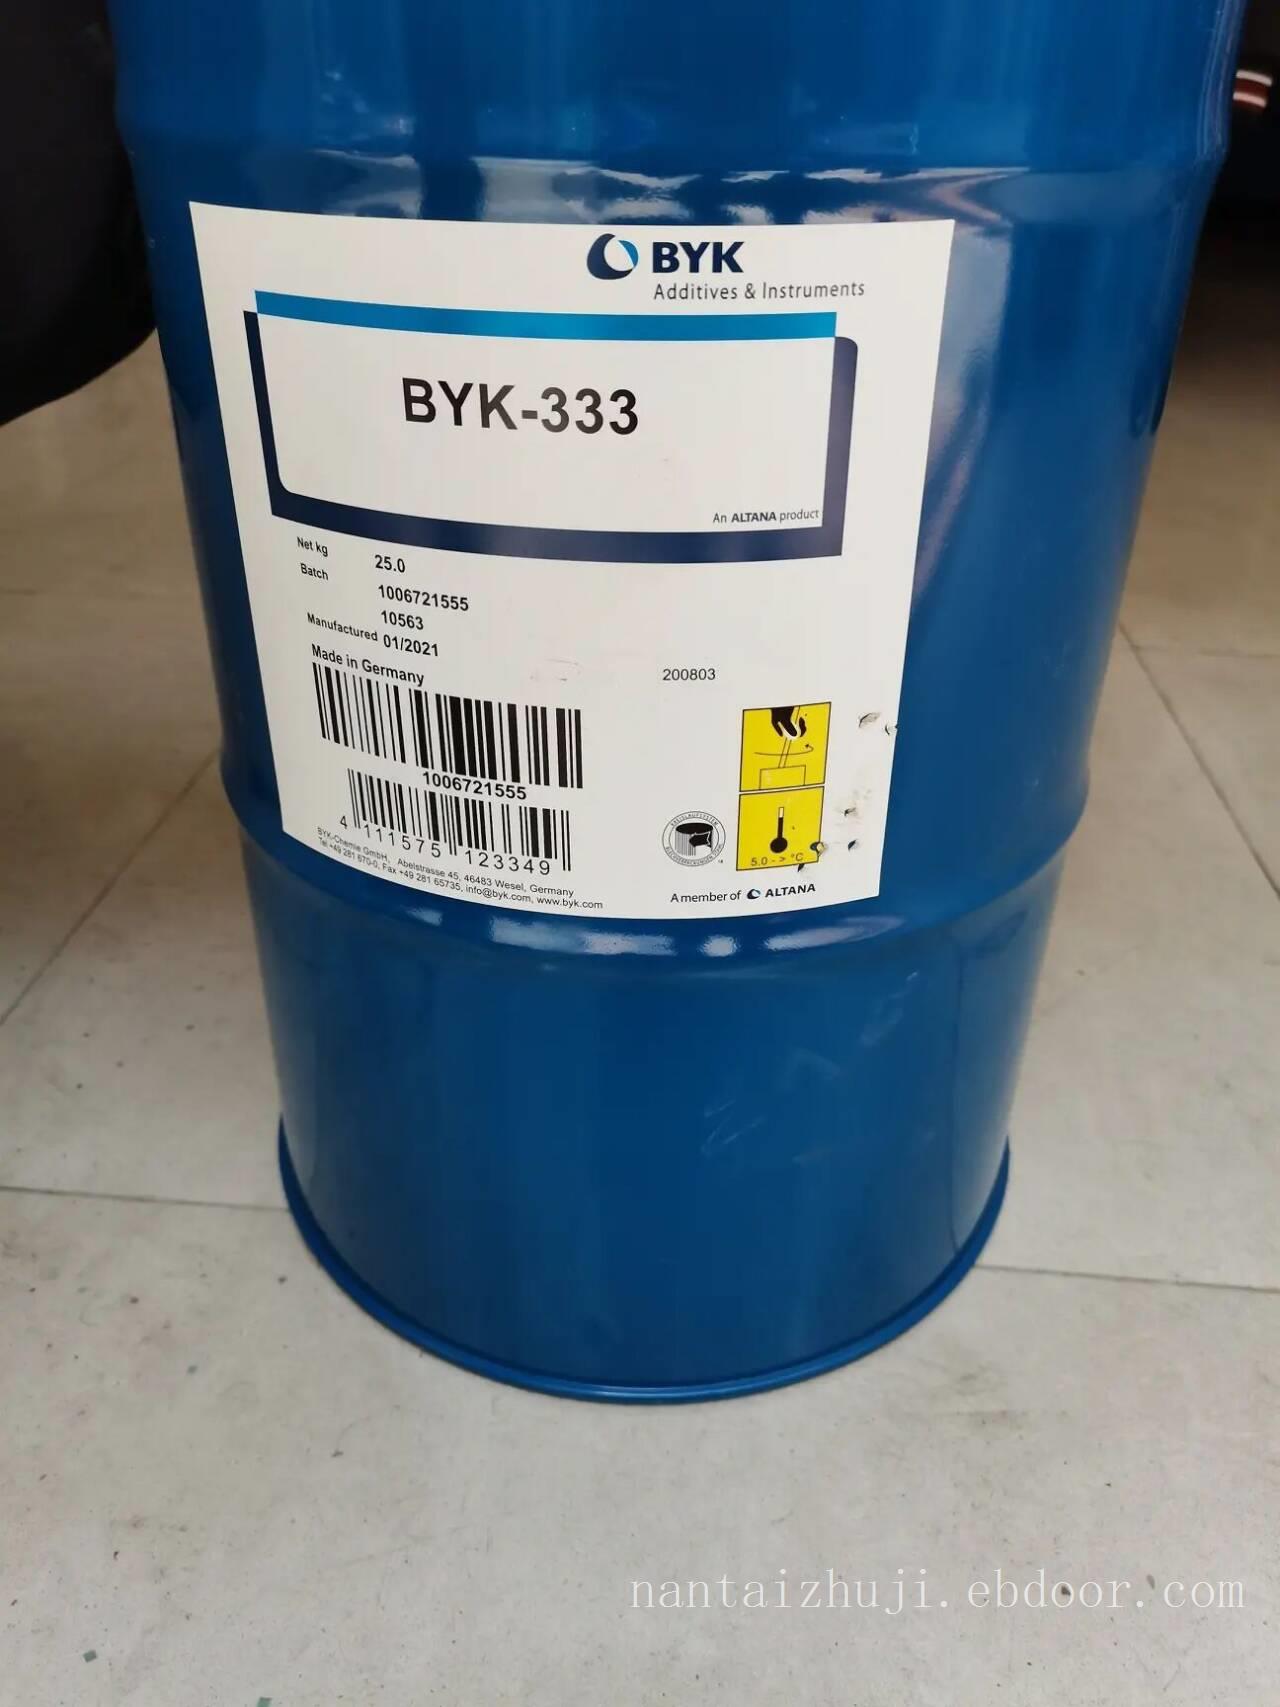 BYK
Additives & Instruments
BYK-333
An ALTANA product
Net kg 25.0
Batch 1006721555
10563
Manufactured 01/2021
Made in Germany
200803
1006721555
4 111575 123349
5.0 - > °C
BYK-Chemie GmbH, Abelstrasse 45, 46483 Wesel, Germany
Tel +49 281 670-0, Fax +49 281 65735, info@byk.com, www.byk.com
A member of ALTANA
nantaizhuji.ebdoor.com